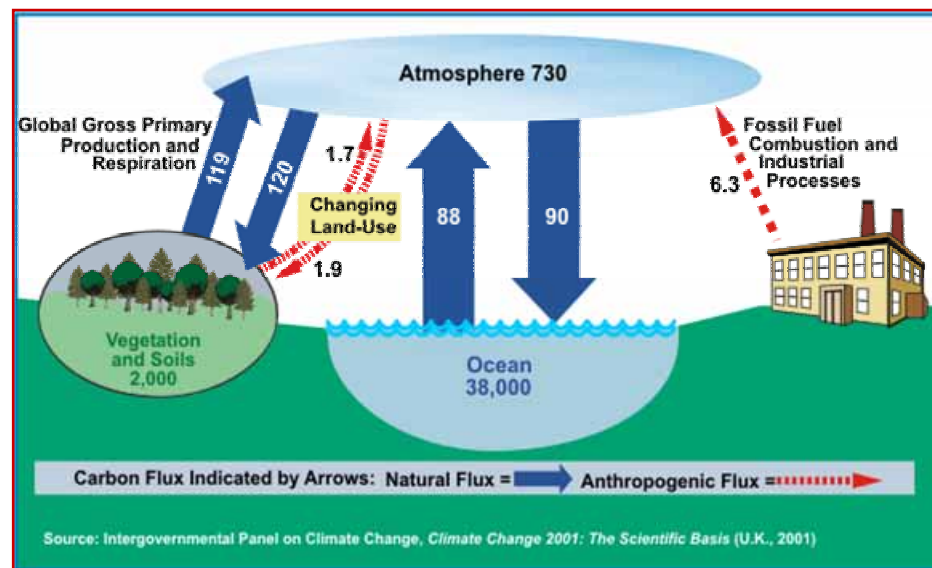 Atmosphere 730
Global Gross Primary
Production and
Respiration
119
120
1.7
Changing
Land-Use
1.9
88
90
Fossil Fuel
Combustion and
Industrial
Processes
6.3
Vegetation
and Soils
2,000
Ocean
38,000
Carbon Flux Indicated by Arrows: Natural Flux = Anthropogenic Flux =
Source: Intergovernmental Panel on Climate Change, Climate Change 2001: The Scientific Basis (U.K., 2001)